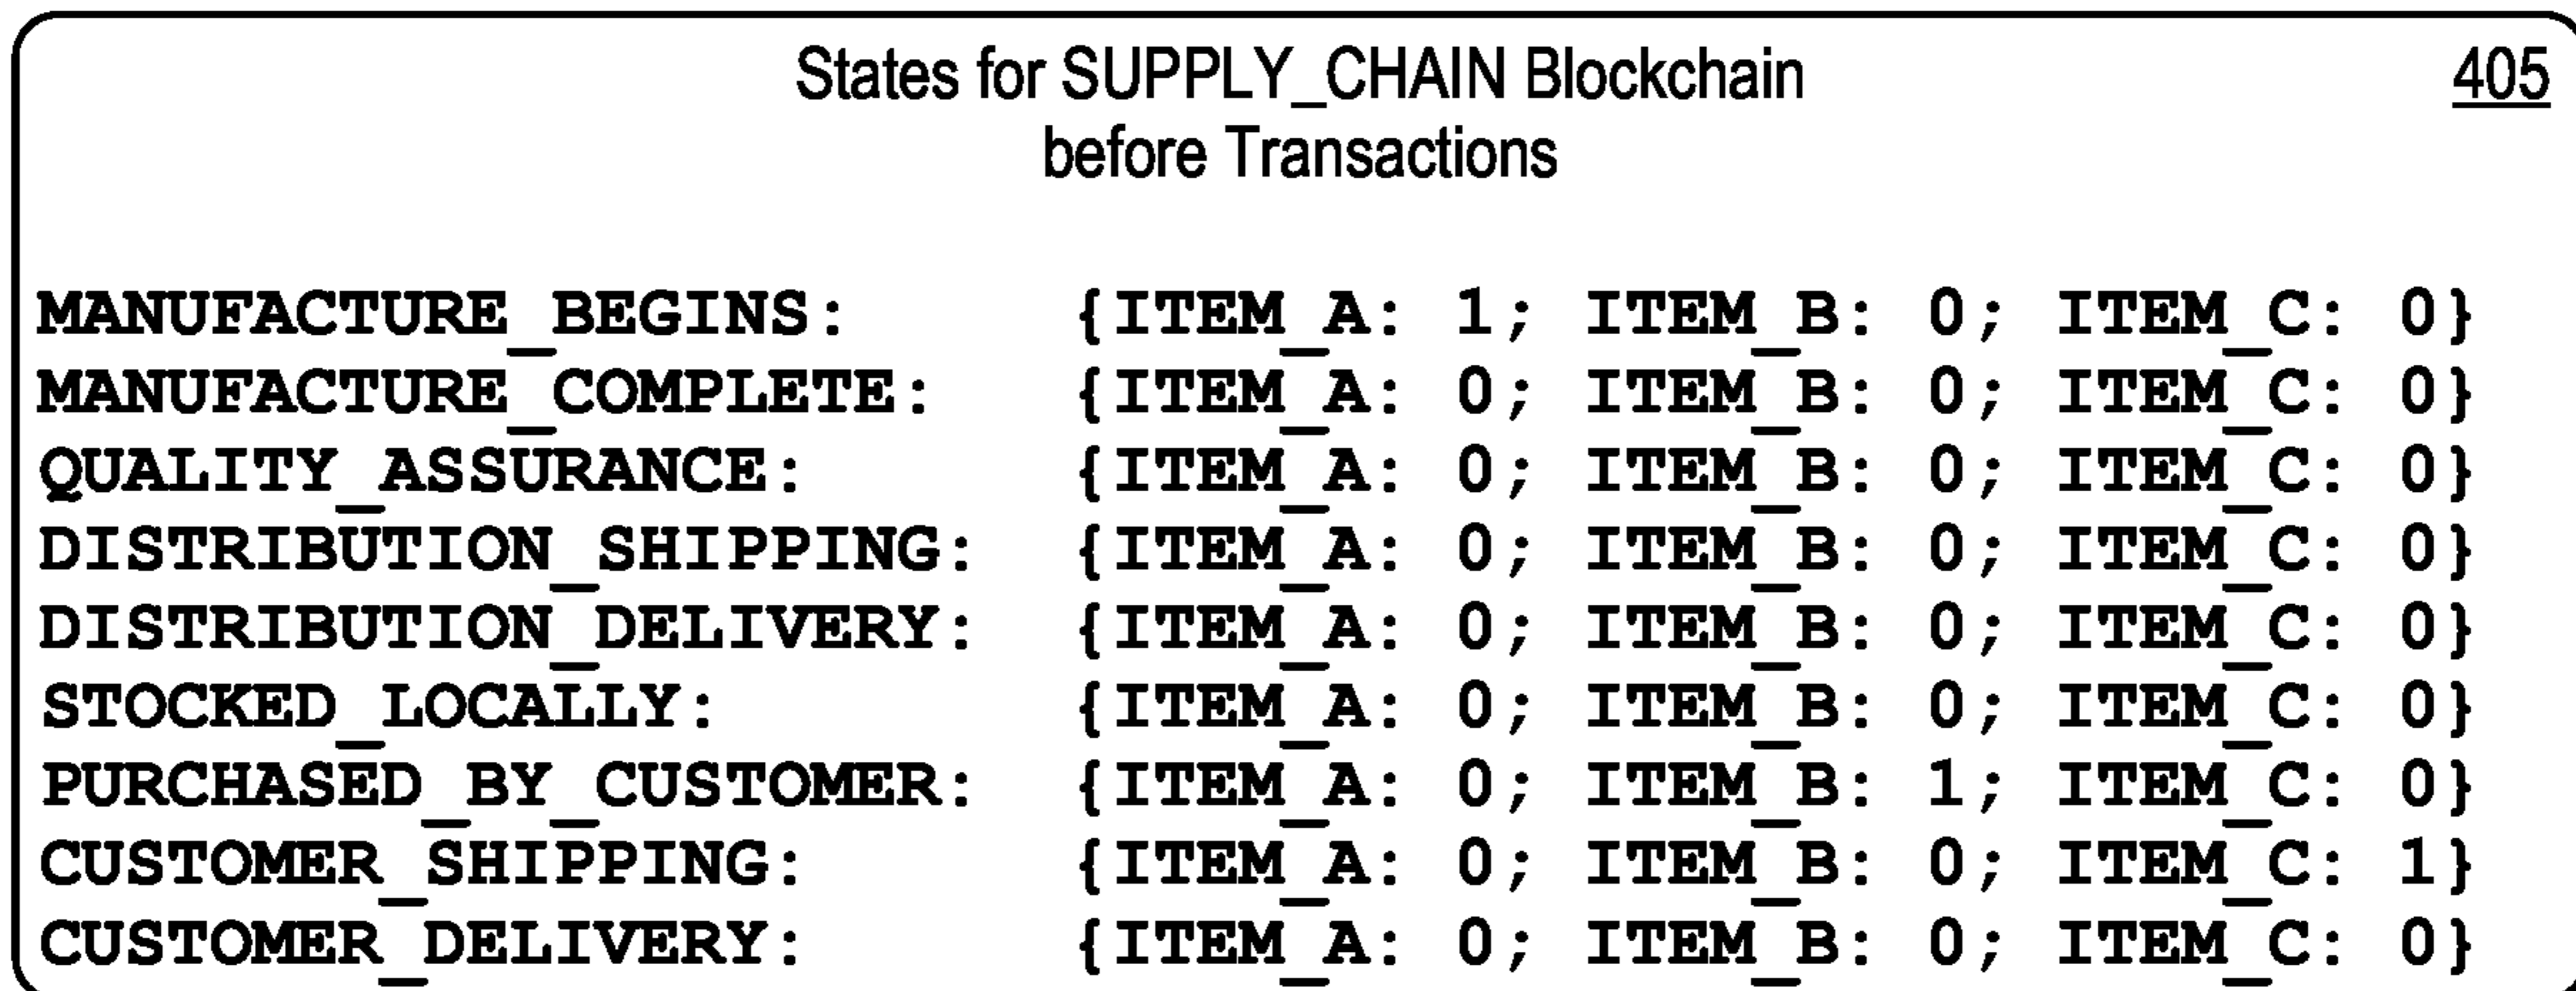 States for SUPPLY_CHAIN Blockchain 405
before Transactions
MANUFACTURE_BEGINS: {ITEM_A: 1; ITEM_B: 0; ITEM_C: 0}
MANUFACTURE_COMPLETE: {ITEM_A: 0; ITEM_B: 0; ITEM_C: 0}
QUALITY_ASSURANCE: {ITEM_A: 0; ITEM_B: 0; ITEM_C: 0}
DISTRIBUTION_SHIPPING: {ITEM_A: 0; ITEM_B: 0; ITEM_C: 0}
DISTRIBUTION_DELIVERY: {ITEM_A: 0; ITEM_B: 0; ITEM_C: 0}
STOCKED_LOCALLY: {ITEM_A: 0; ITEM_B: 0; ITEM_C: 0}
PURCHASED_BY_CUSTOMER: {ITEM_A: 0; ITEM_B: 1; ITEM_C: 0}
CUSTOMER_SHIPPING: {ITEM_A: 0; ITEM_B: 0; ITEM_C: 1}
CUSTOMER_DELIVERY: {ITEM_A: 0; ITEM_B: 0; ITEM_C: 0}